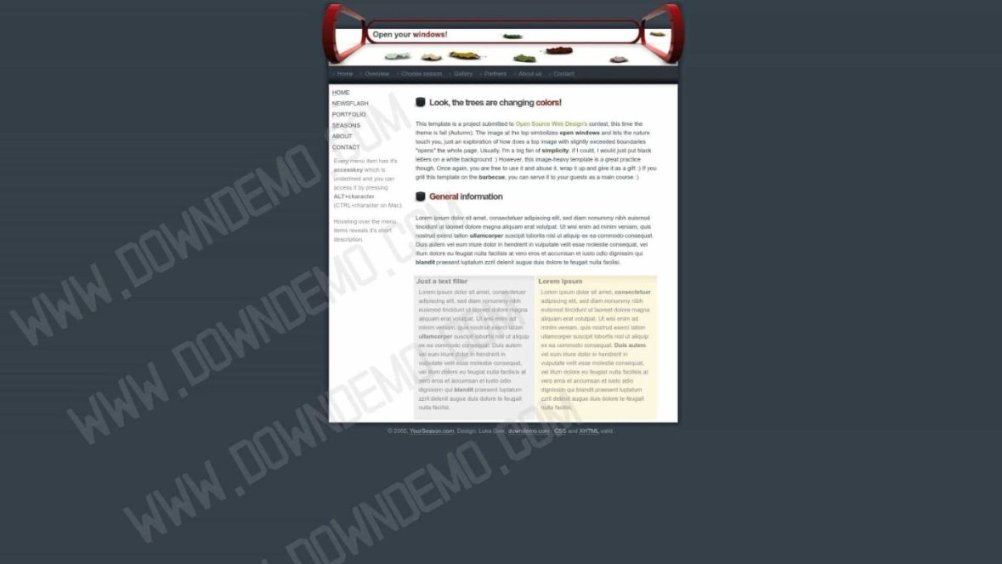 Open your windows!
Home
Overview
Choose season
Gallery
Partners
About us
Contact
HOME
NEWSFLASH
PORTFOLIO
SEASONS
ABOUT
CONTACT
Every menu item has it's
accesskey which is
underlined and you can
access it by pressing
ALT+character
(CTRL+character on Mac).
Hovering over the menu
items reveals it's short
description.
Look, the trees are changing colors!
This template is a project submitted to Open Source Web Design's contest, this time the
theme is fall (Autumn). The image at the top simbolizes open windows and lets the nature
touch you, just an exploration of how does a top image with slightly exceeded boundaries
"opens" the whole page. Usually, I'm a big fan of simplicity, if I could, I would just put black
letters on a white background :) However, this image-heavy template is a great practice
though. Once again, you are free to use it and abuse it, wrap it up and give it as a gift :) If you
grill this template on the barbecue, you can serve it to your guests as a main course :)
General information
Lorem ipsum dolor sit amet, consectetuer adipiscing elit, sed diam nonummy nibh euismod
tincidunt ut laoreet dolore magna aliquam erat volutpat. Ut wisi enim ad minim veniam, quis
nostrud exerci tation ullamcorper suscipit lobortis nisl ut aliquip ex ea commodo consequat.
Duis autem vel eum iriure dolor in hendrerit in vulputate velit esse molestie consequat, vel
illum dolore eu feugiat nulla facilisis at vero eros et accumsan et iusto odio dignissim qui
blandit praesent luptatum zzril delenit augue duis dolore te feugait nulla facilisi.
Just a text filler
Lorem ipsum dolor sit amet, consectetuer
adipiscing elit, sed diam nonummy nibh
euismod tincidunt ut laoreet dolore magna
aliquam erat volutpat. Ut wisi enim ad
minim veniam, quis nostrud exerci tation
ullamcorper suscipit lobortis nisl ut aliquip
ex ea commodo consequat. Duis autem
vel eum iriure dolor in hendrerit in
vulputate velit esse molestie consequat,
vel illum dolore eu feugiat nulla facilisis at
vero eros et accumsan et iusto odio
dignissim qui blandit praesent luptatum
zzril delenit augue duis dolore te feugait
nulla facilisi.
Lorem ipsum
Lorem ipsum dolor sit amet, consectetuer
adipiscing elit, sed diam nonummy nibh
euismod tincidunt ut laoreet dolore magna
aliquam erat volutpat. Ut wisi enim ad
minim veniam, quis nostrud exerci tation
ullamcorper suscipit lobortis nisl ut aliquip
ex ea commodo consequat. Duis autem
vel eum iriure dolor in hendrerit in
vulputate velit esse molestie consequat,
vel illum dolore eu feugiat nulla facilisis at
vero eros et accumsan et iusto odio
dignissim qui blandit praesent luptatum
zzril delenit augue duis dolore te feugait
nulla facilisi.
YourSeason.com. Design: Luka downdemo.com. CSS and XHTML valid
WWW.DOWNDEMO.COM
WWW.DOWNDEMO.COM
WWW.DOWNDEMO.COM
WWW.DOWNDEMO.COM